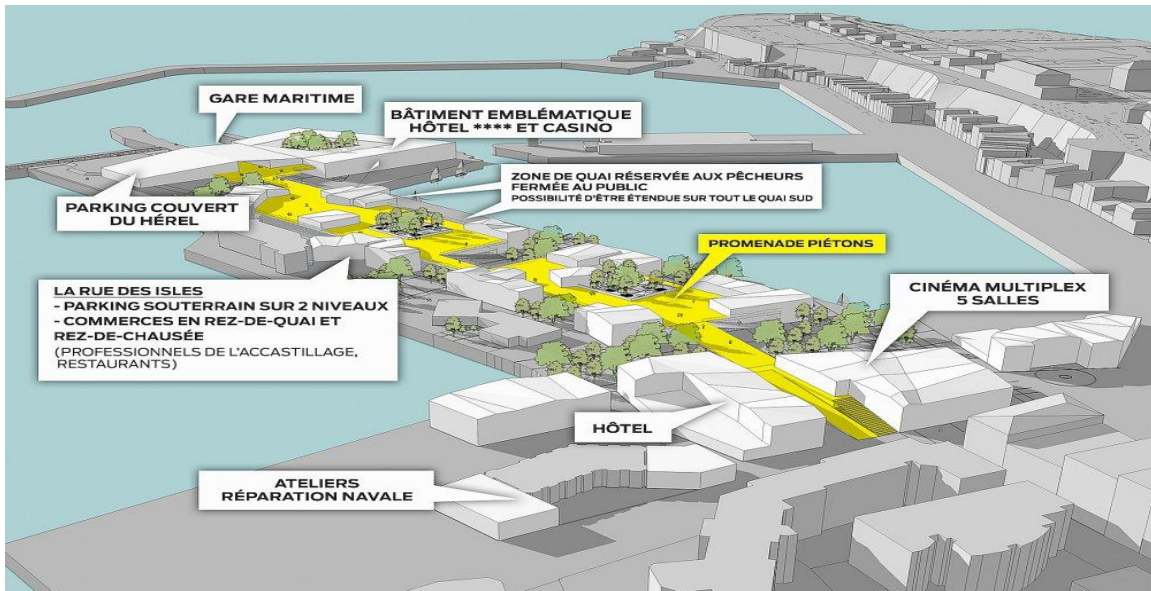 GARE MARITIME
BÂTIMENT EMBLÉMATIQUE
HÔTEL **** ET CASINO
ZONE DE QUAI RÉSERVÉE AUX PÊCHEURS
FERMÉE AU PUBLIC
POSSIBILITÉ D'ÊTRE ÉTENDUE SUR TOUT LE QUAI SUD
PARKING COUVERT
DU HÉREL
PROMENADE PIÉTONS
CINÉMA MULTIPLEX
5 SALLES
LA RUE DES ISLES
- PARKING SOUTERRAIN SUR 2 NIVEAUX
- COMMERCES EN REZ-DE-QUAI ET
REZ-DE-CHAUSÉE
(PROFESSIONNELS DE L'ACCASTILLAGE,
RESTAURANTS)
HÔTEL
ATELIERS
RÉPARATION NAVALE